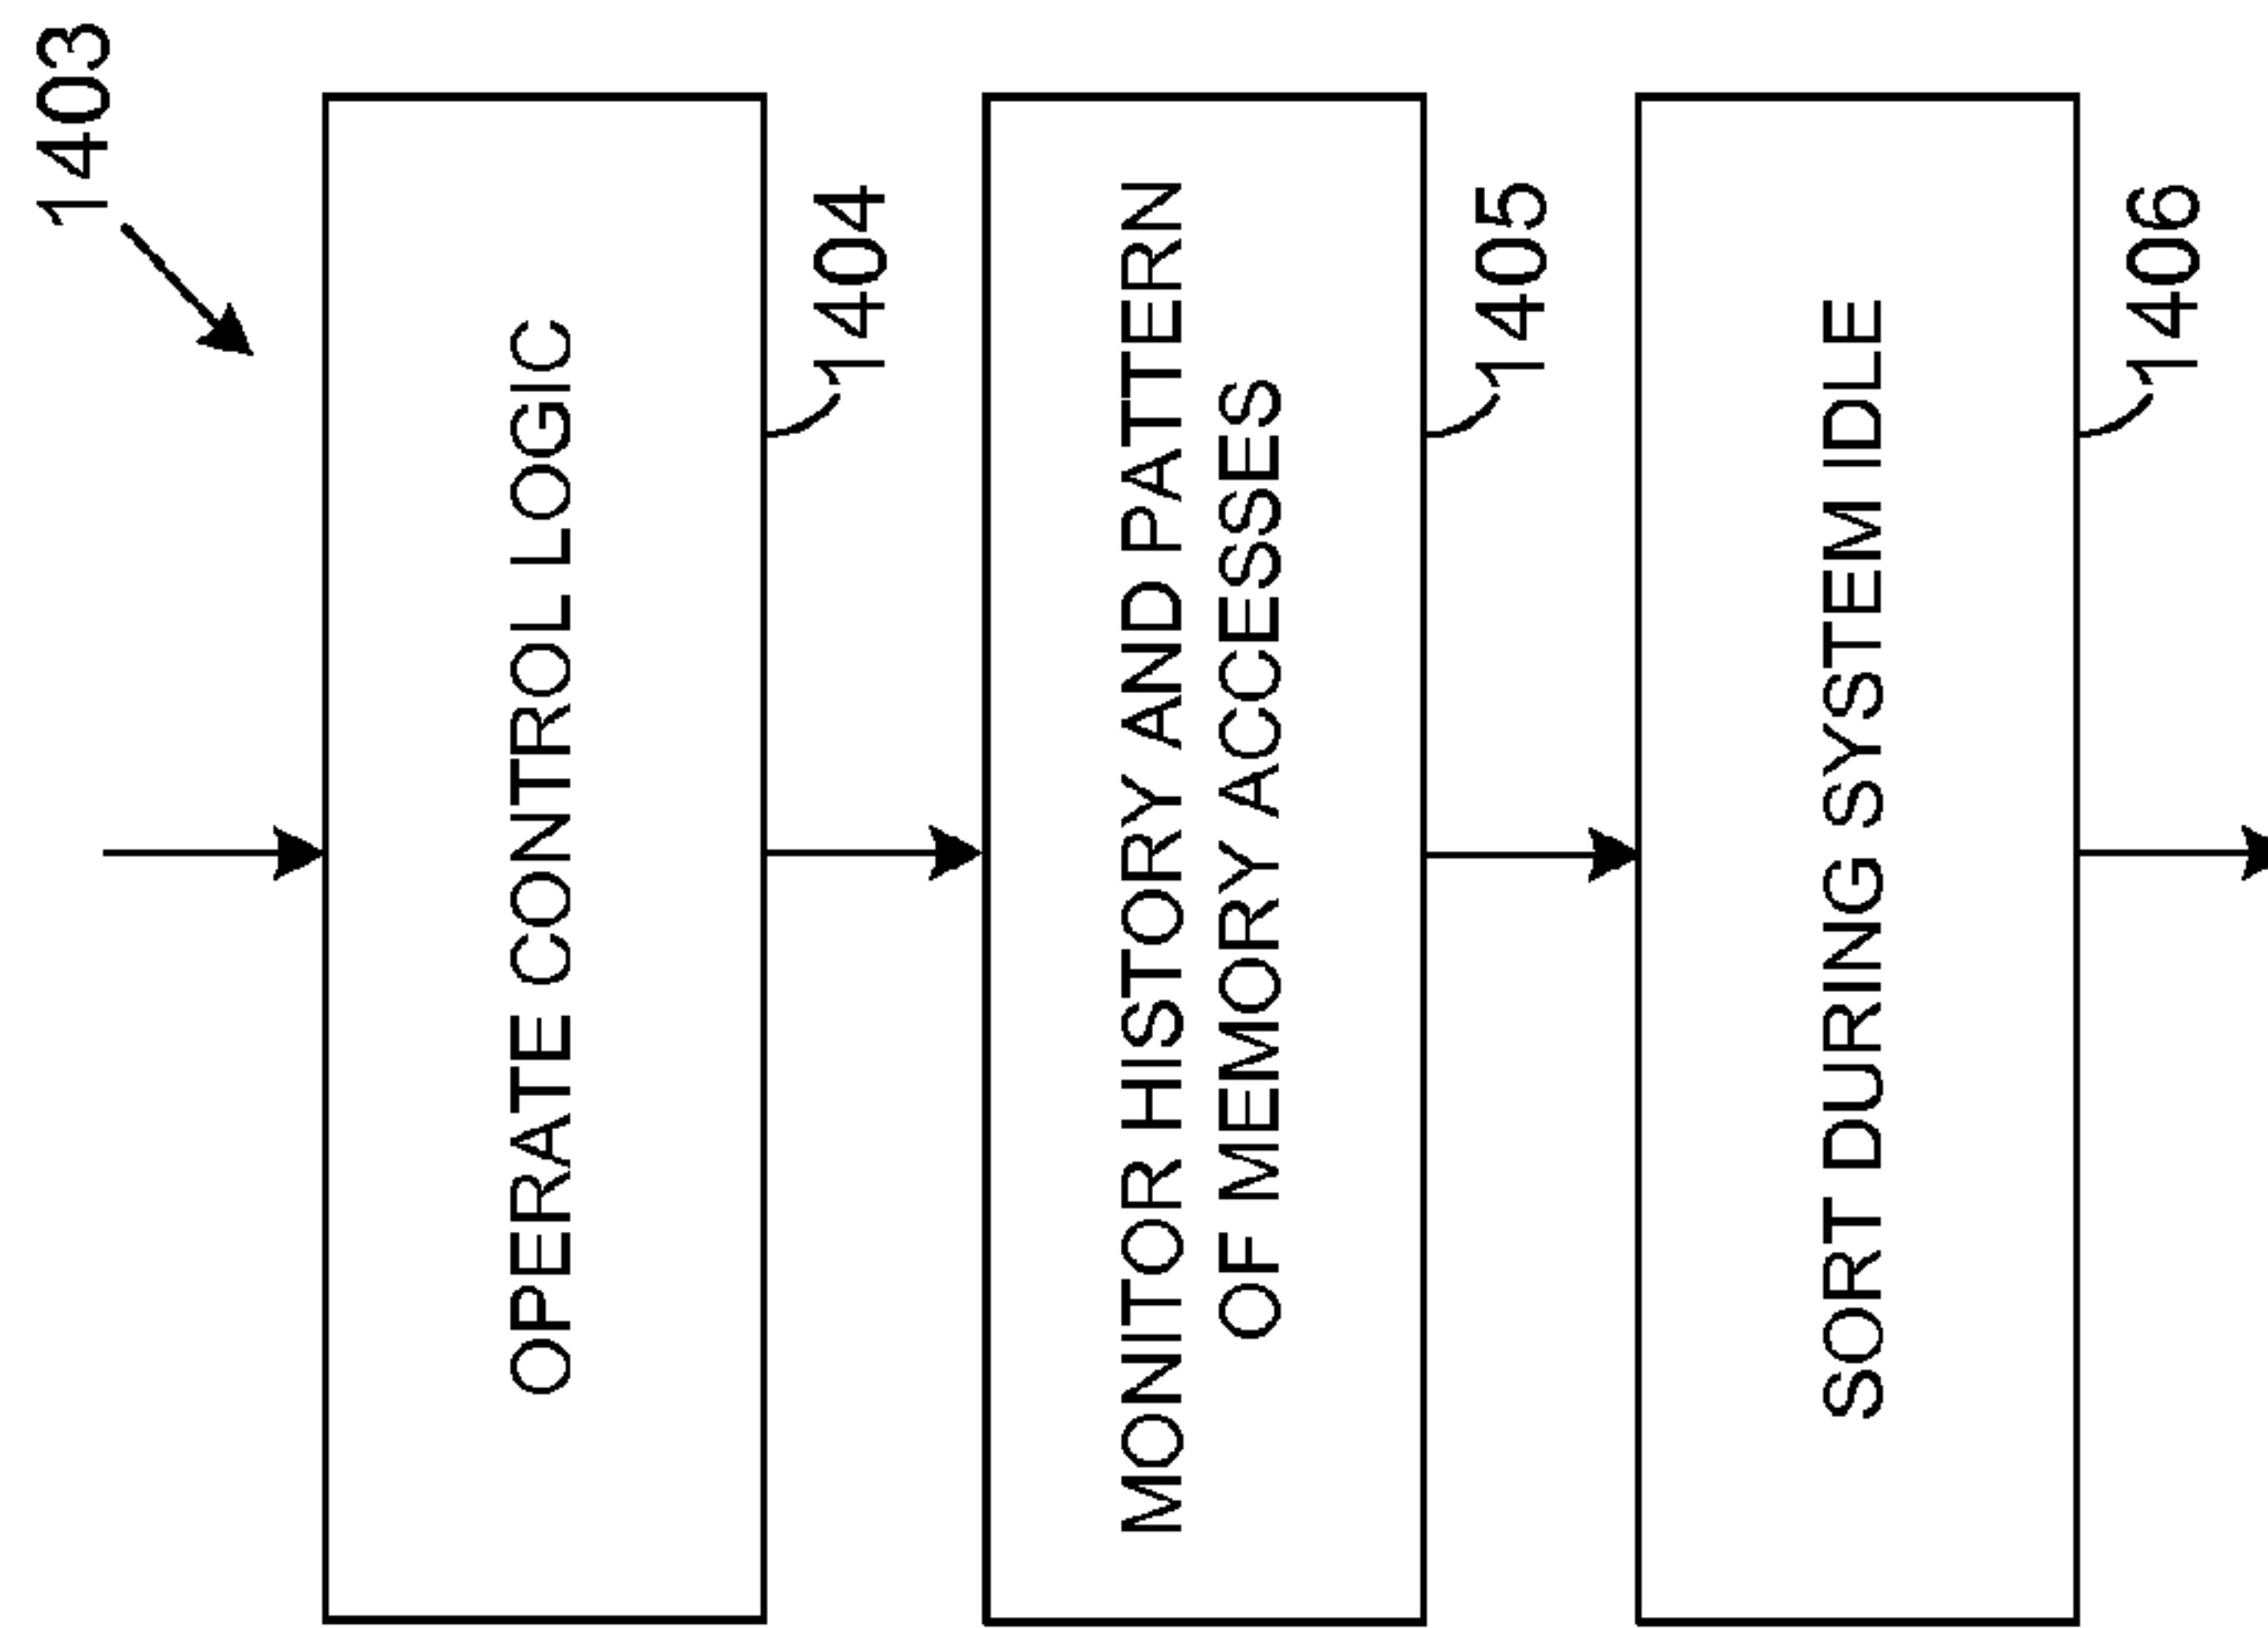 1403
OPERATE CONTROL LOGIC
1404
MONITOR HISTORY AND PATTERN
OF MEMORY ACCESSES
1405
SORT DURING SYSTEM IDLE
1406